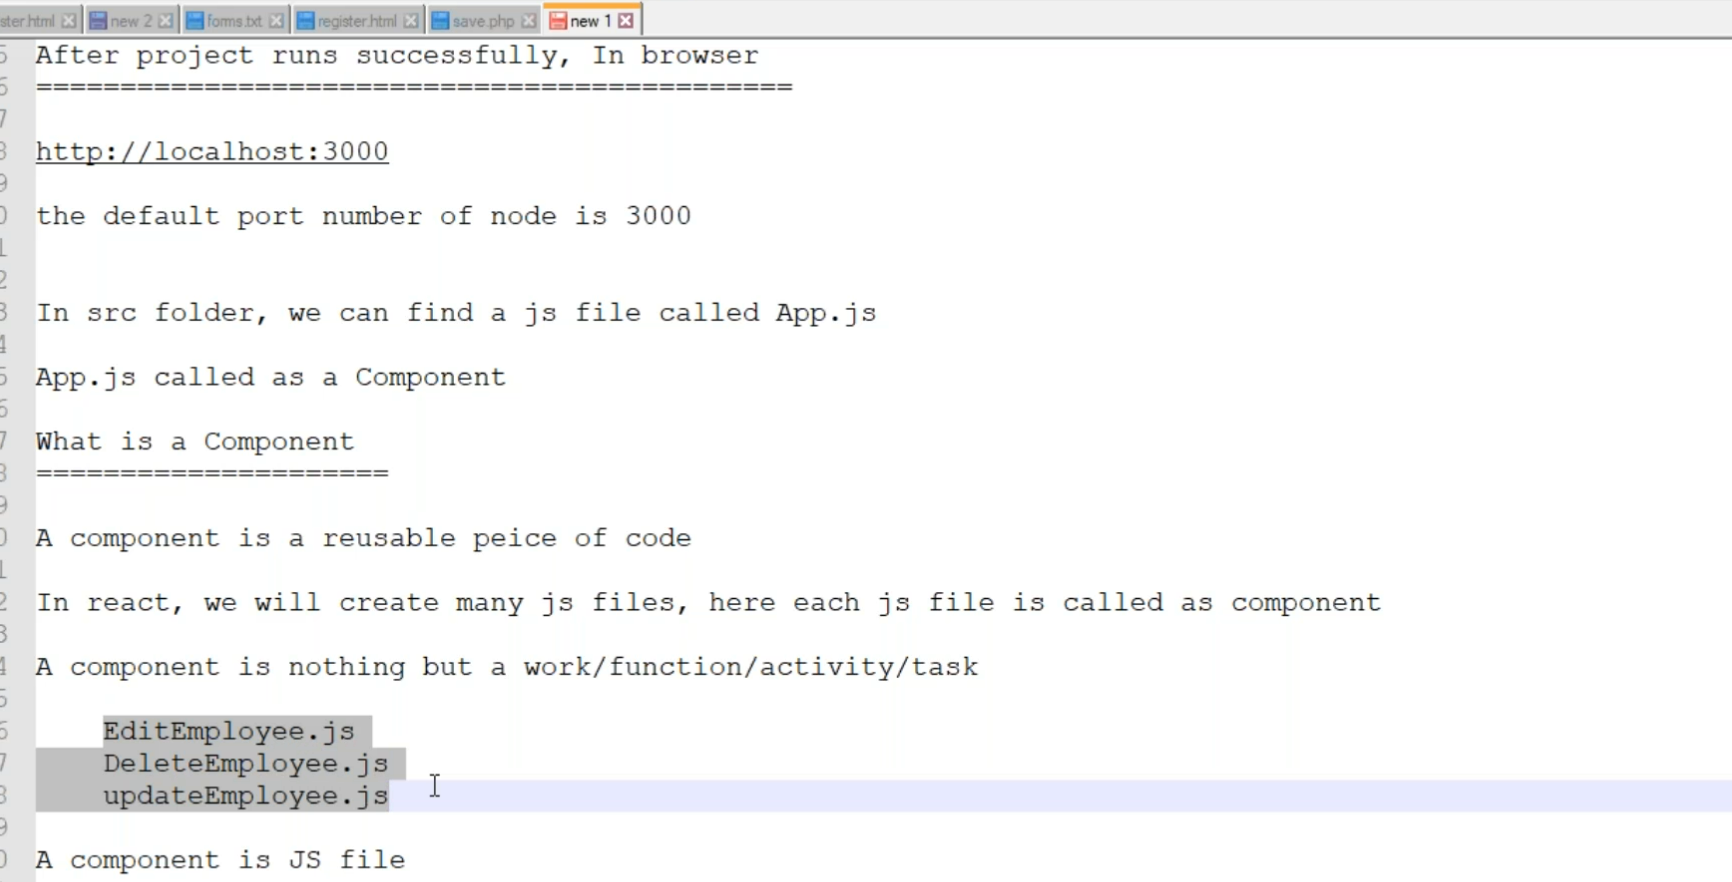 ster.html new 2 forms.txt register.html save.php new 1
After project runs successfully, In browser
=============================================
http://localhost:3000
the default port number of node is 3000
In src folder, we can find a js file called App.js
App.js called as a Component
What is a Component
=====================
A component is a reusable peice of code
In react, we will create many js files, here each js file is called as component
A component is nothing but a work/function/activity/task
EditEmployee.js
DeleteEmployee.js
updateEmployee.js
A component is JS file